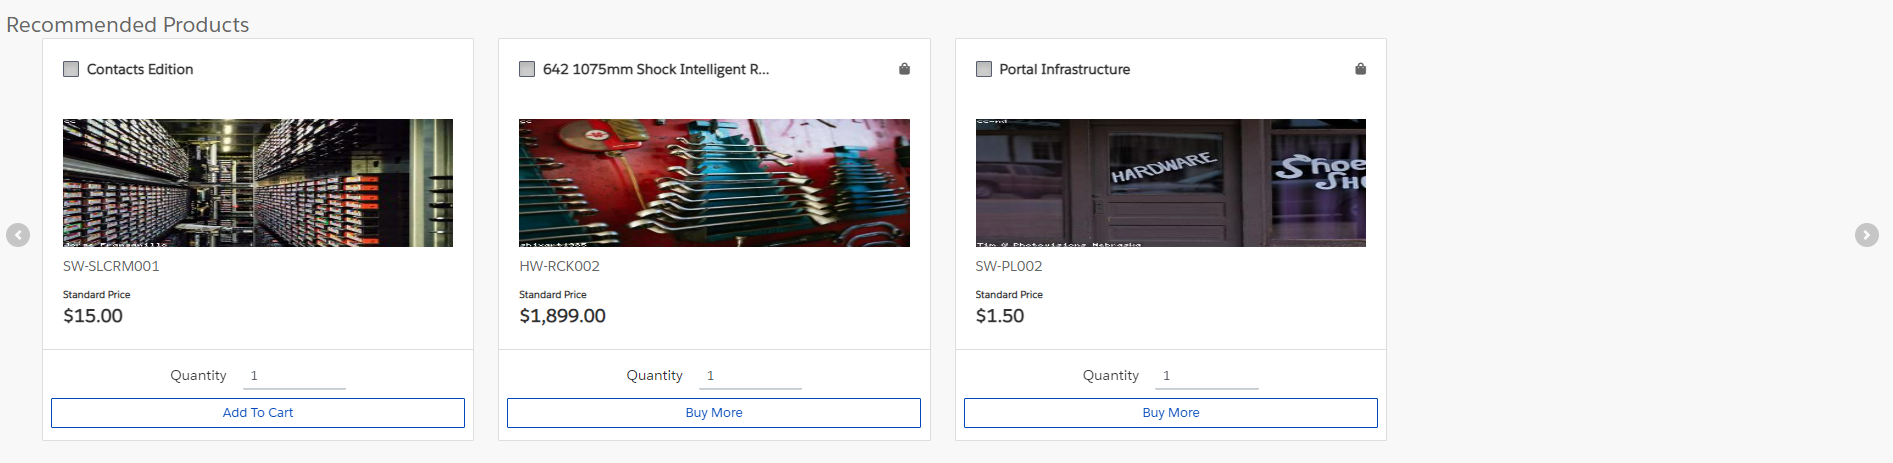 Recommended Products
Contacts Edition
SW-SLCRM001
Standard Price
$15.00
Quantity 1
Add To Cart
642 1075mm Shock Intelligent R...
HW-RCK002
Standard Price
$1,899.00
Quantity 1
Buy More
Portal Infrastructure
HARDWARE
Shoe
SW-PL002
Standard Price
$1.50
Quantity 1
Buy More